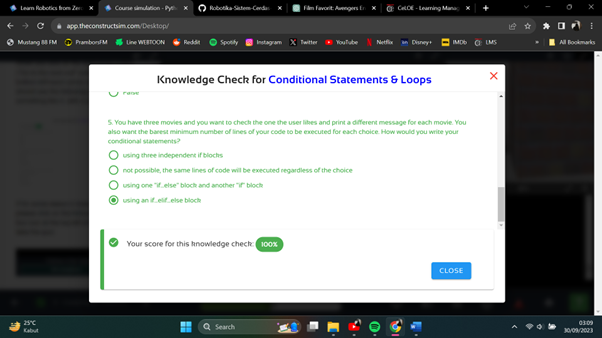 Learn Robotics from Zer
Course simulation - Pyth
Robotika-Sistem-Cerdas
Film Favorit: Avengers En
CeLOE - Learning Manag
app.theconstructsim.com/Desktop/
Mustang 88 FM
PramborsFM
Line WEBTOON
Reddit
Spotify
Instagram
Twitter
YouTube
Netflix
Disney+
IMDb
LMS
All Bookmarks
Knowledge Check for Conditional Statements & Loops
False
5. You have three movies and you want to check the one the user likes and print a different message for each movie. You
also want the barest minimum number of lines of your code to be executed for each choice. How would you write your
conditional statements?
using three independent if blocks
not possible, the same lines of code will be executed regardless of the choice
using one "if...else" block and another "if" block
using an if...elif...else block
Your score for this knowledge check: 100%
CLOSE
25°C
Kabut
Search
03:09
30/09/2023